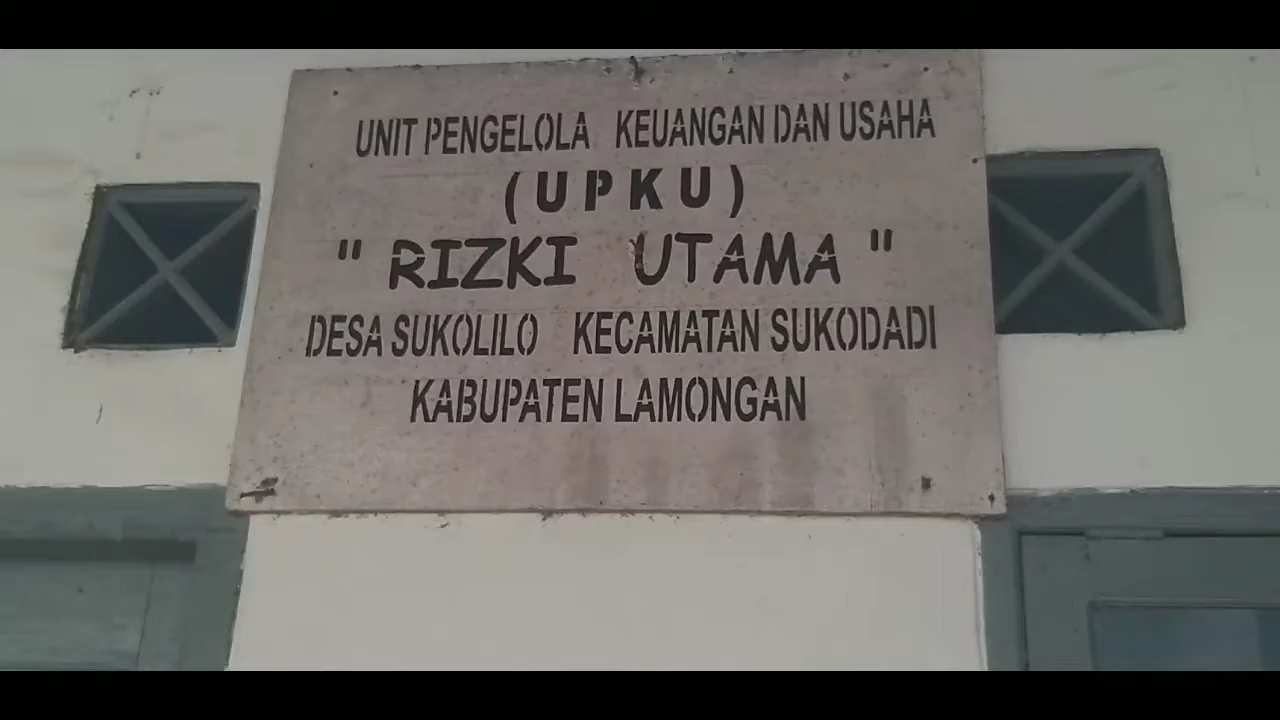 UNIT PENGELOLA KEUANGAN DAN USAHA
(UPKU)
" RIZKI UTAMA "
DESA SUKOLILO KECAMATAN SUKODADI
KABUPATEN LAMONGAN